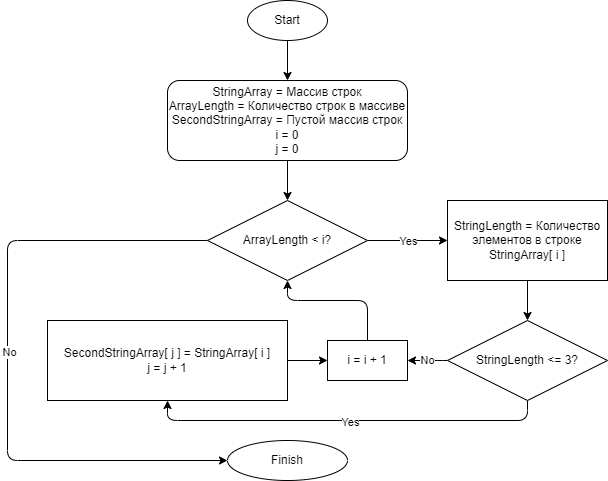 Start
StringArray = Массив строк
ArrayLength = Количество строк в массиве
SecondStringArray = Пустой массив строк
i = 0
j = 0
ArrayLength < i?
Yes
StringLength = Количество
элементов в строке
StringArray[ i ]
No
SecondStringArray[ j ] = StringArray[ i ]
j = j + 1
i = i + 1
No
StringLength <= 3?
Yes
Finish